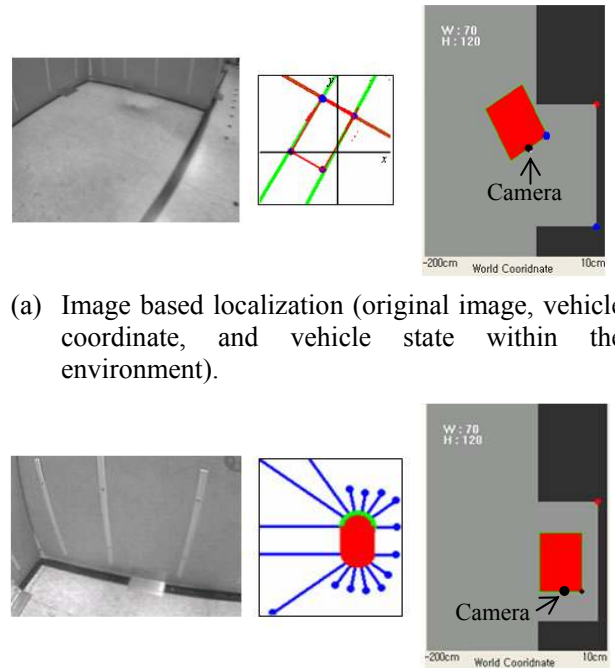 W : 70
H : 120
y
x
Camera
-200cm World Cooridnate 10cm
(a) Image based localization (original image, vehicle
coordinate, and vehicle state within the
environment).
W : 70
H : 120
Camera
-200cm World Cooridnate 10cm